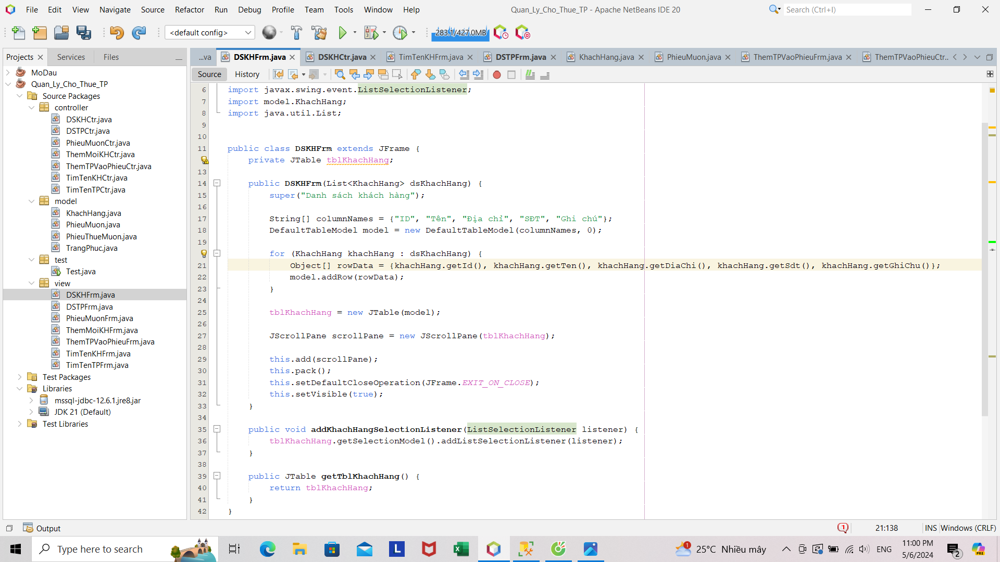 File Edit View Navigate Source Refactor Run Debug Profile Team Tools Window Help
Quan_Ly_Cho_Thue_TP - Apache NetBeans IDE 20
Search (Ctrl+I)
<default config>
283.1/427.0MB
Projects
Services
Files
MoDau
Quan_Ly_Cho_Thue_TP
Source Packages
controller
DSKHCtr.java
DSTPCtr.java
PhieuMuonCtr.java
ThemMoiKHCtr.java
ThemTPVaoPhieuCtr.java
TimTenKHCtr.java
TimTenTPCtr.java
model
KhachHang.java
PhieuMuon.java
PhieuThueMuon.java
TrangPhuc.java
test
Test.java
view
DSKHFrm.java
DSTPFrm.java
PhieuMuonFrm.java
ThemMoiKHFrm.java
ThemTPVaoPhieuFrm.java
TimTenKHFrm.java
TimTenTPFrm.java
Test Packages
Libraries
mssql-jdbc-12.6.1.jre8.jar
JDK 21 (Default)
Test Libraries
...va DSKHFrm.java DSKHCtr.java TimTenKHFrm.java DSTPFrm.java KhachHang.java PhieuMuon.java ThemTPVaoPhieuFrm.java ThemTPVaoPhieuCtr...
Source History
6 import javax.swing.event.ListSelectionListener;
7 import model.KhachHang;
8 import java.util.List;
9
10
11 public class DSKHFrm extends JFrame {
private JTable tblKhachHang;
13
14 public DSKHFrm(List<KhachHang> dsKhachHang) {
15 super("Danh sách khách hàng");
16
17 String[] columnNames = {"ID", "Tên", "Địa chỉ", "SĐT", "Ghi chú"};
18 DefaultTableModel model = new DefaultTableModel(columnNames, 0);
19
for (KhachHang khachHang : dsKhachHang) {
21 Object[] rowData = {khachHang.getId(), khachHang.getTen(), khachHang.getDiaChi(), khachHang.getSdt(), khachHang.getGhiChu()};
22 model.addRow(rowData);
23 }
24
25 tblKhachHang = new JTable(model);
26
27 JScrollPane scrollPane = new JScrollPane(tblKhachHang);
28
29 this.add(scrollPane);
30 this.pack();
31 this.setDefaultCloseOperation(JFrame.EXIT_ON_CLOSE);
32 this.setVisible(true);
33 }
34
35 public void addKhachHangSelectionListener(ListSelectionListener listener) {
36 tblKhachHang.getSelectionModel().addListSelectionListener(listener);
37 }
38
39 public JTable getTblKhachHang() {
40 return tblKhachHang;
41 }
42 }
Output
1
21:138
INS Windows (CRLF)
Type here to search
L
1
25°C Nhiều mây
ENG
11:00 PM
5/6/2024
2
PRE